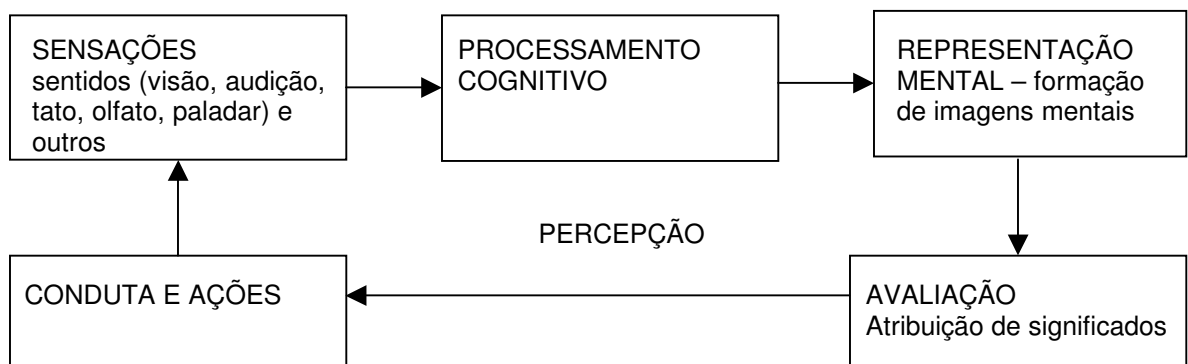 SENSAÇÕES
sentidos (visão, audição,
tato, olfato, paladar) e
outros
PROCESSAMENTO
COGNITIVO
REPRESENTAÇÃO
MENTAL – formação
de imagens mentais
PERCEPÇÃO
CONDUTA E AÇÕES
AVALIAÇÃO
Atribuição de significados